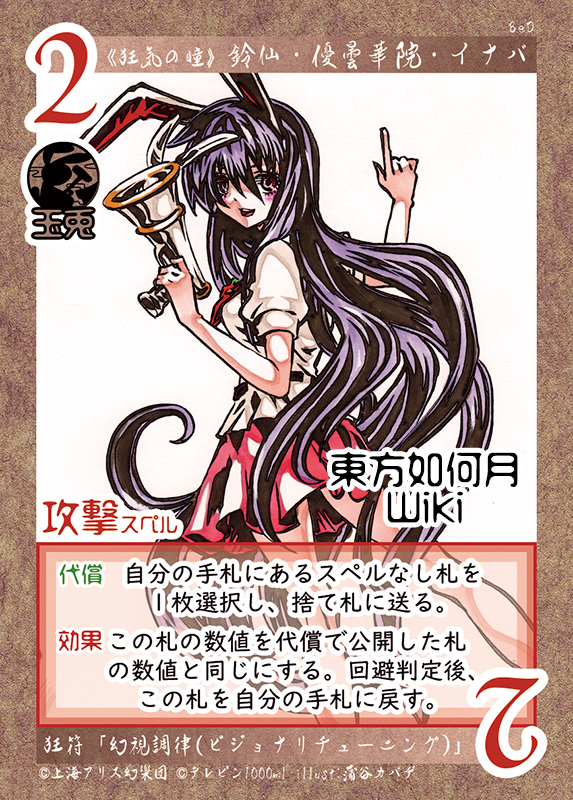 BoD
2
《狂気の瞳》鈴仙・優曇華院・イナバ
玉兎
東方如何月
Wiki
攻撃スペル
代償 自分の手札にあるスペルなし札を
1枚選択し、捨て札に送る。
効果 この札の数値を代償で公開した札
の数値と同じにする。回避判定後、
この札を自分の手札に戻す。
2
狂符「幻視調律(ビジョナリチューニング)」
©上海アリス幻樂団 ©テレピン1000ml illust:蒲谷カバヂ